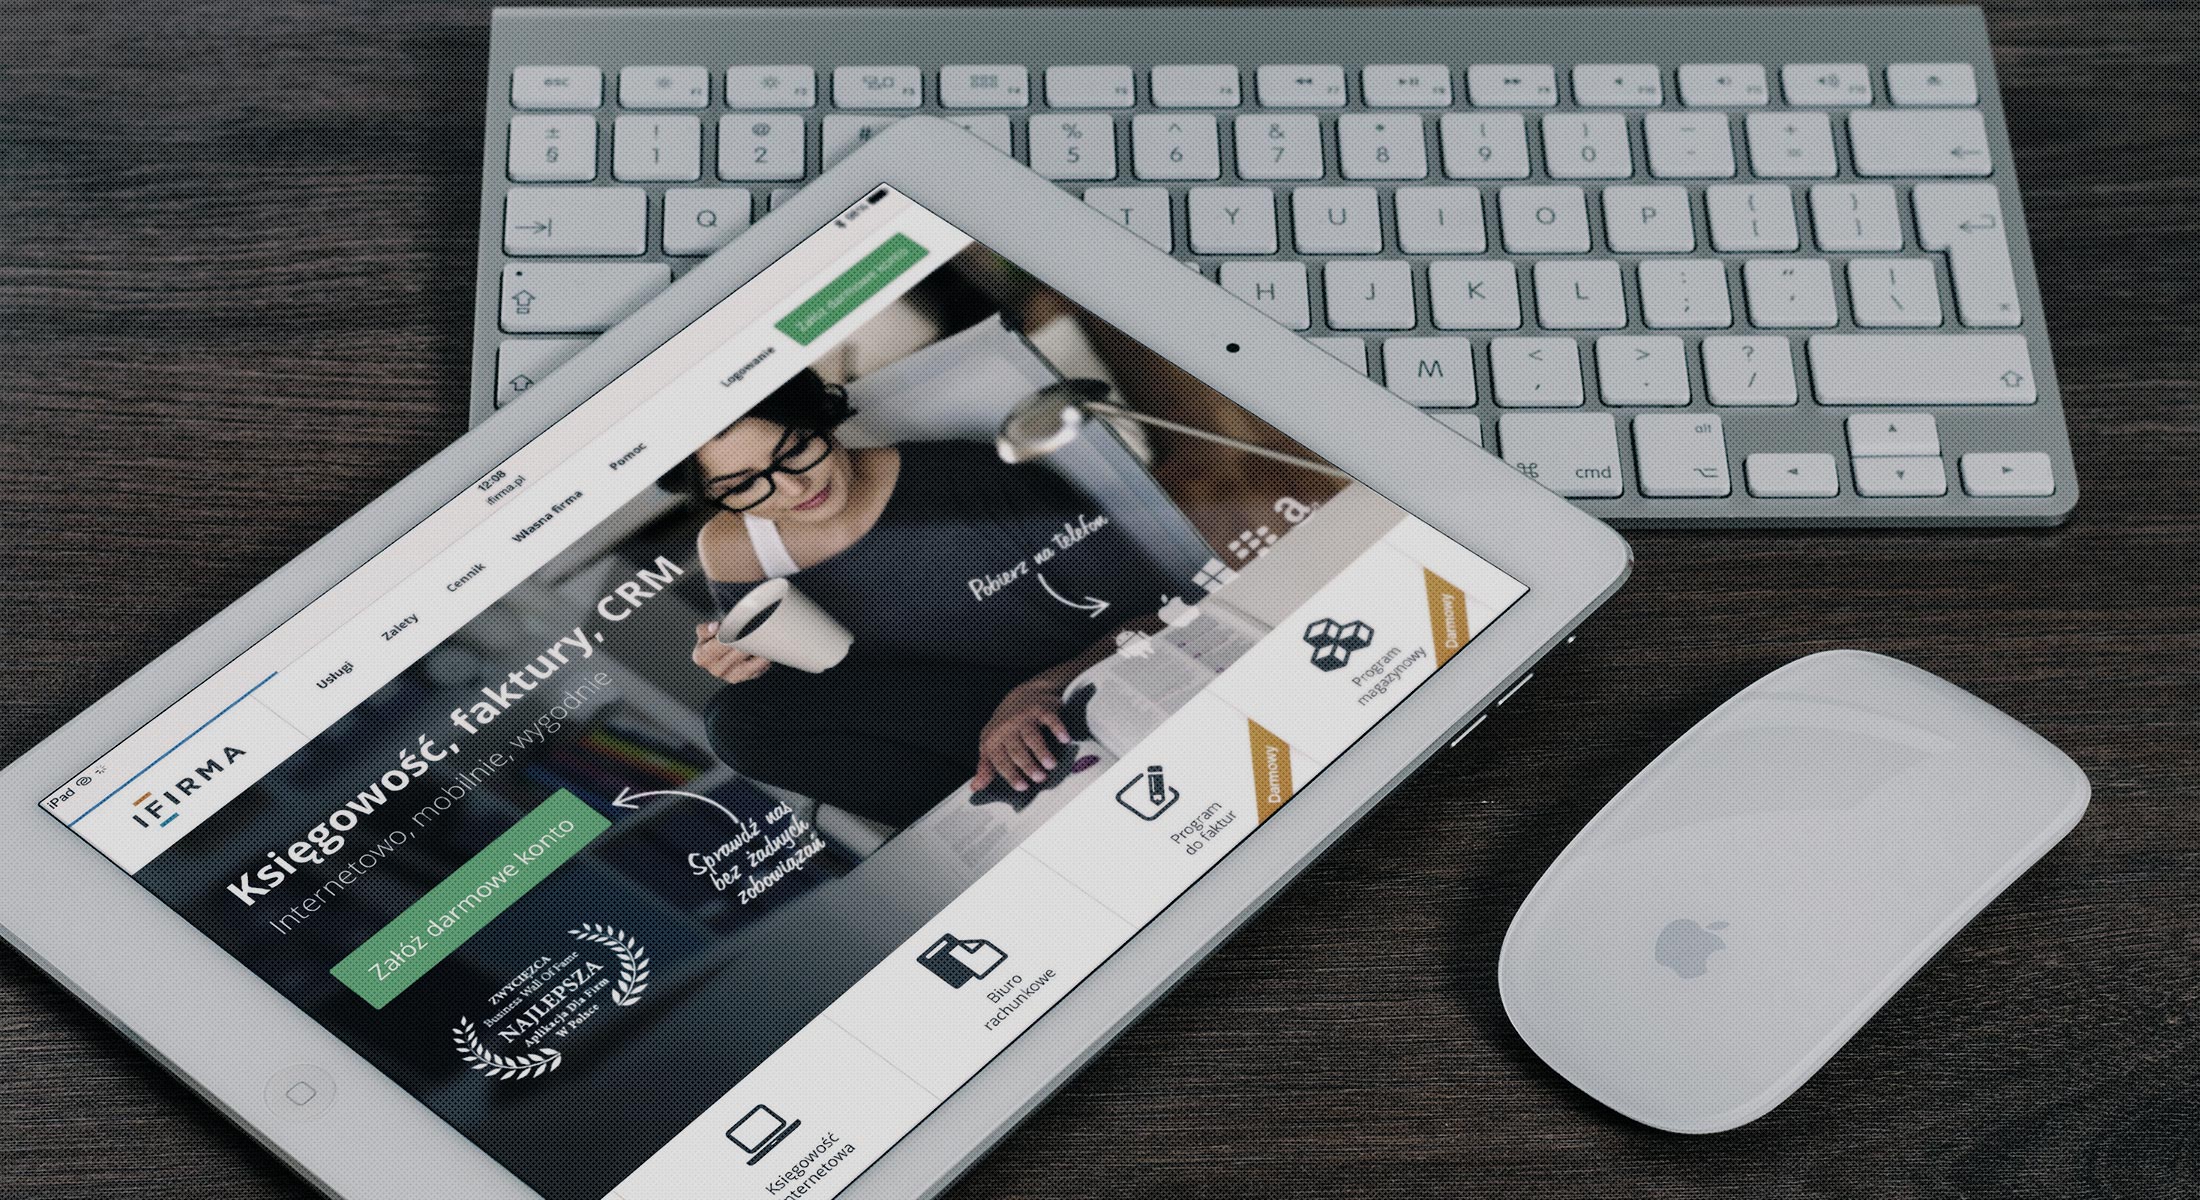 iPad
12:08
ifirma.pl
IFIRMA
Usługi
Zalety
Cennik
Własna firma
Pomoc
Logowanie
Załóż darmowe konto
Księgowość, faktury, CRM
Internetowo, mobilnie, wygodnie
Załóż darmowe konto
Sprawdź nas
bez żadnych
zobowiązań
Pobierz na telefon
ZWYCIĘZCA
Business Wall Of Fame
NAJLEPSZA
Aplikacja Dla Firm
W Polsce
Księgowość
internetowa
Biuro
rachunkowe
Program
do faktur
Darmowy
Program
magazynowy
Darmowy
esc
± ! @ # % ^ & * ( ) _ +
§ 1 2 5 6 7 8 9 0 - =
Q T Y U I O P { }
[ ]
H J K L : "
; '
M < > ?
, . /
alt
cmd